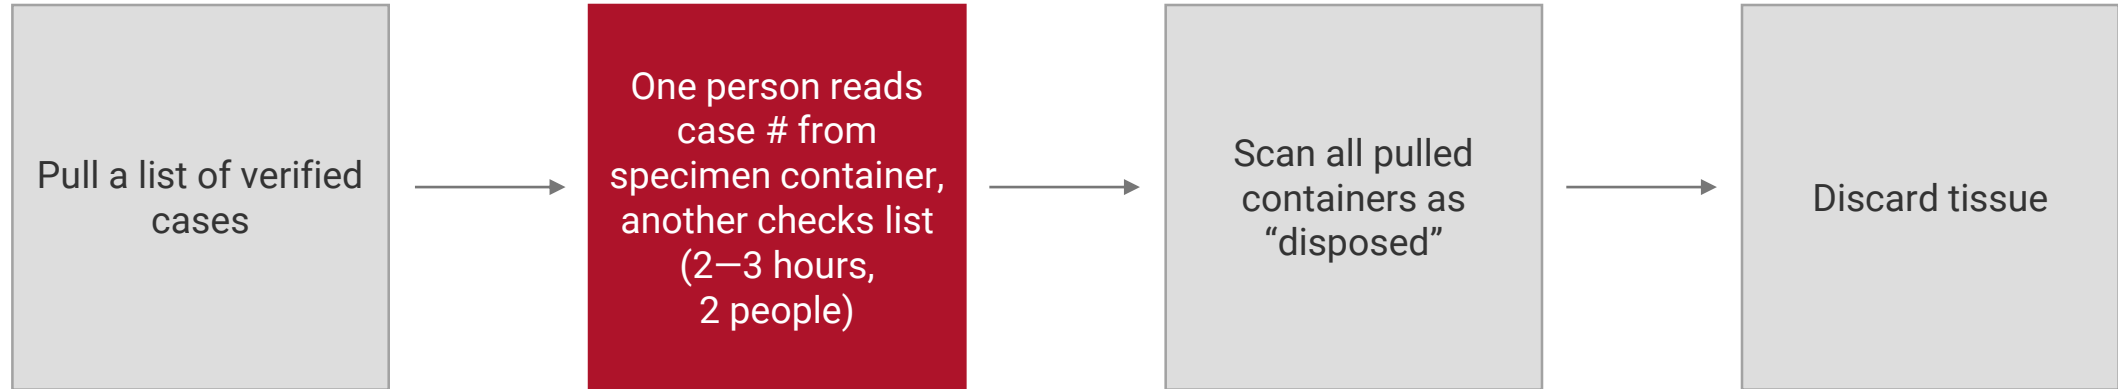 Pull a list of verified
cases
One person reads
case # from
specimen container,
another checks list
(2—3 hours,
2 people)
Scan all pulled
containers as
“disposed”
Discard tissue